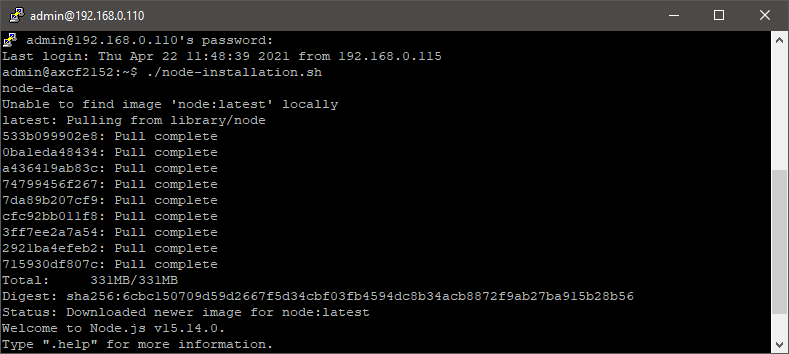 admin@192.168.0.110
admin@192.168.0.110's password:
Last login: Thu Apr 22 11:48:39 2021 from 192.168.0.115
admin@axcf2152:~$ ./node-installation.sh
node-data
Unable to find image 'node:latest' locally
latest: Pulling from library/node
533b099902e8: Pull complete
0ba1eda48434: Pull complete
a436419ab83c: Pull complete
74799456f267: Pull complete
7da89b207cf9: Pull complete
cfc92bb011f8: Pull complete
3ff7ee2a7a54: Pull complete
2921ba4efeb2: Pull complete
715930df807c: Pull complete
Total:     331MB/331MB
Digest: sha256:6cbc150709d59d2667f5d34cbf03fb4594dc8b34acb8872f9ab27ba915b28b56
Status: Downloaded newer image for node:latest
Welcome to Node.js v15.14.0.
Type ".help" for more information.